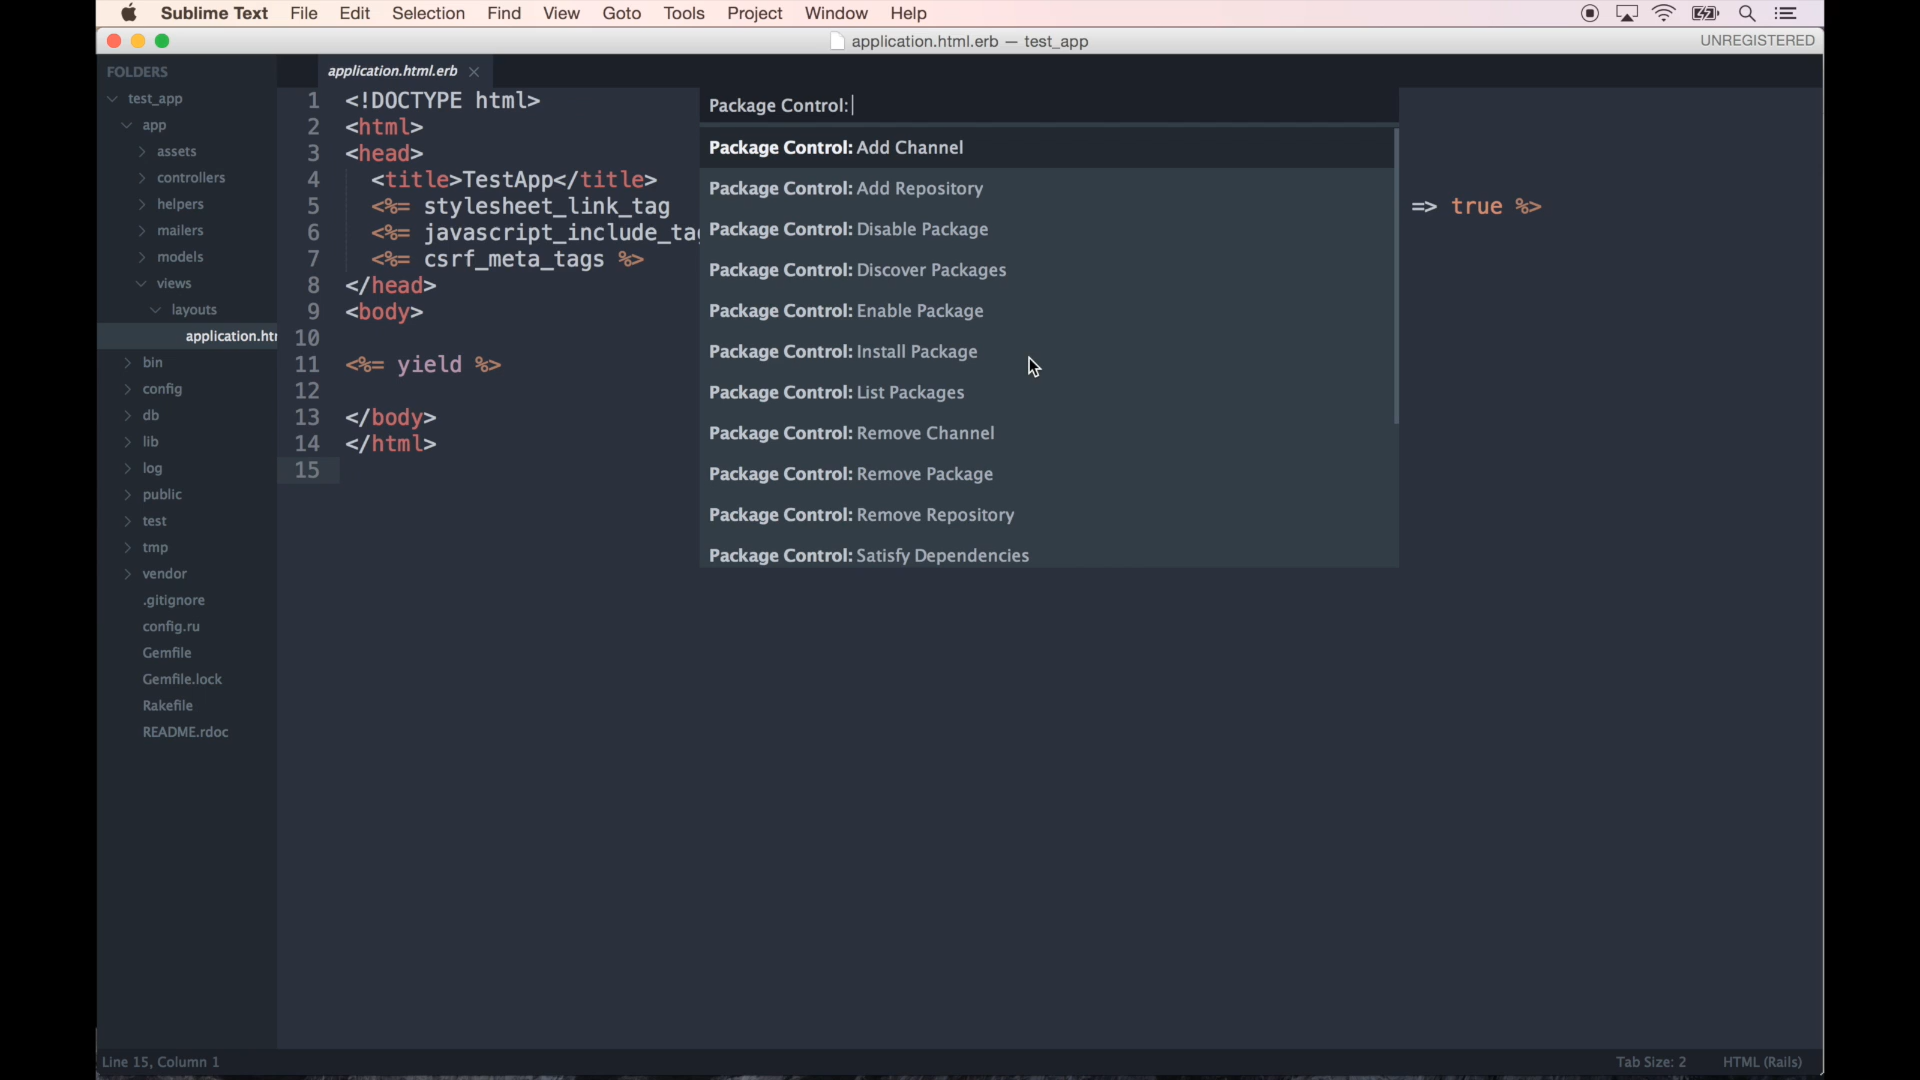 Sublime Text File Edit Selection Find View Goto Tools Project Window Help
application.html.erb — test_app
UNREGISTERED
FOLDERS
test_app
app
assets
controllers
helpers
mailers
models
views
layouts
application.htm
bin
config
db
lib
log
public
test
tmp
vendor
.gitignore
config.ru
Gemfile
Gemfile.lock
Rakefile
README.rdoc
application.html.erb
1 <!DOCTYPE html>
2 <html>
3 <head>
4 <title>TestApp</title>
5 <%= stylesheet_link_tag => true %>
6 <%= javascript_include_tag
7 <%= csrf_meta_tags %>
8 </head>
9 <body>
10
11 <%= yield %>
12
13 </body>
14 </html>
15
Package Control:
Package Control: Add Channel
Package Control: Add Repository
Package Control: Disable Package
Package Control: Discover Packages
Package Control: Enable Package
Package Control: Install Package
Package Control: List Packages
Package Control: Remove Channel
Package Control: Remove Package
Package Control: Remove Repository
Package Control: Satisfy Dependencies
Line 15, Column 1
Tab Size: 2
HTML (Rails)